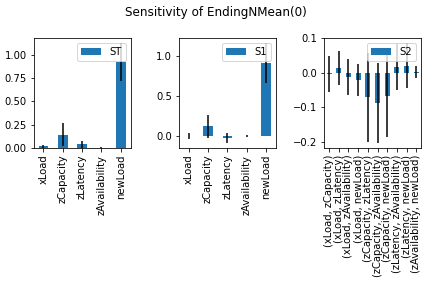 Sensitivity of EndingNMean(0)
ST
1.00
0.75
0.50
0.25
0.00
xLoad
zCapacity
zLatency
zAvailability
newLoad
S1
1.0
0.5
0.0
xLoad
zCapacity
zLatency
zAvailability
newLoad
S2
0.1
0.0
−0.1
−0.2
(xLoad, zCapacity)
(xLoad, zLatency)
(xLoad, zAvailability)
(xLoad, newLoad)
(zCapacity, zLatency)
(zCapacity, zAvailability)
(zCapacity, newLoad)
(zLatency, zAvailability)
(zLatency, newLoad)
(zAvailability, newLoad)